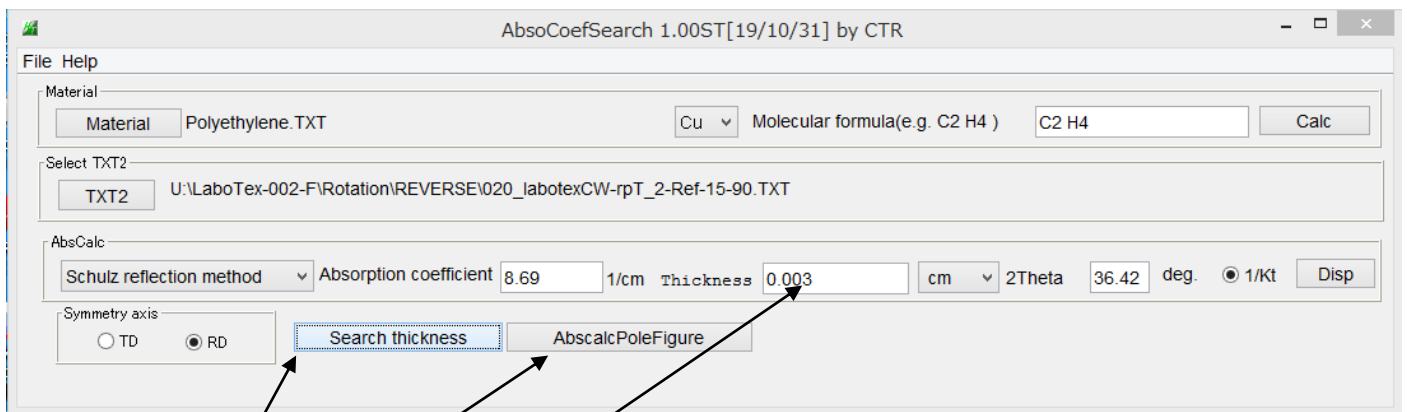 AbsoCoefSearch 1.00ST[19/10/31] by CTR
File Help
Material
Material Polyethylene.TXT Cu Molecular formula(e.g. C2 H4 ) C2 H4 Calc
Select TXT2
TXT2 U:\LaboTex-002-F\Rotation\REVERSE\020_labotexCW-rpT_2-Ref-15-90.TXT
AbsCalc
Schulz reflection method Absorption coefficient 8.69 1/cm Thickness 0.003 cm 2Theta 36.42 deg. 1/Kt Disp
Symmetry axis
TD RD Search thickness AbscalcPoleFigure